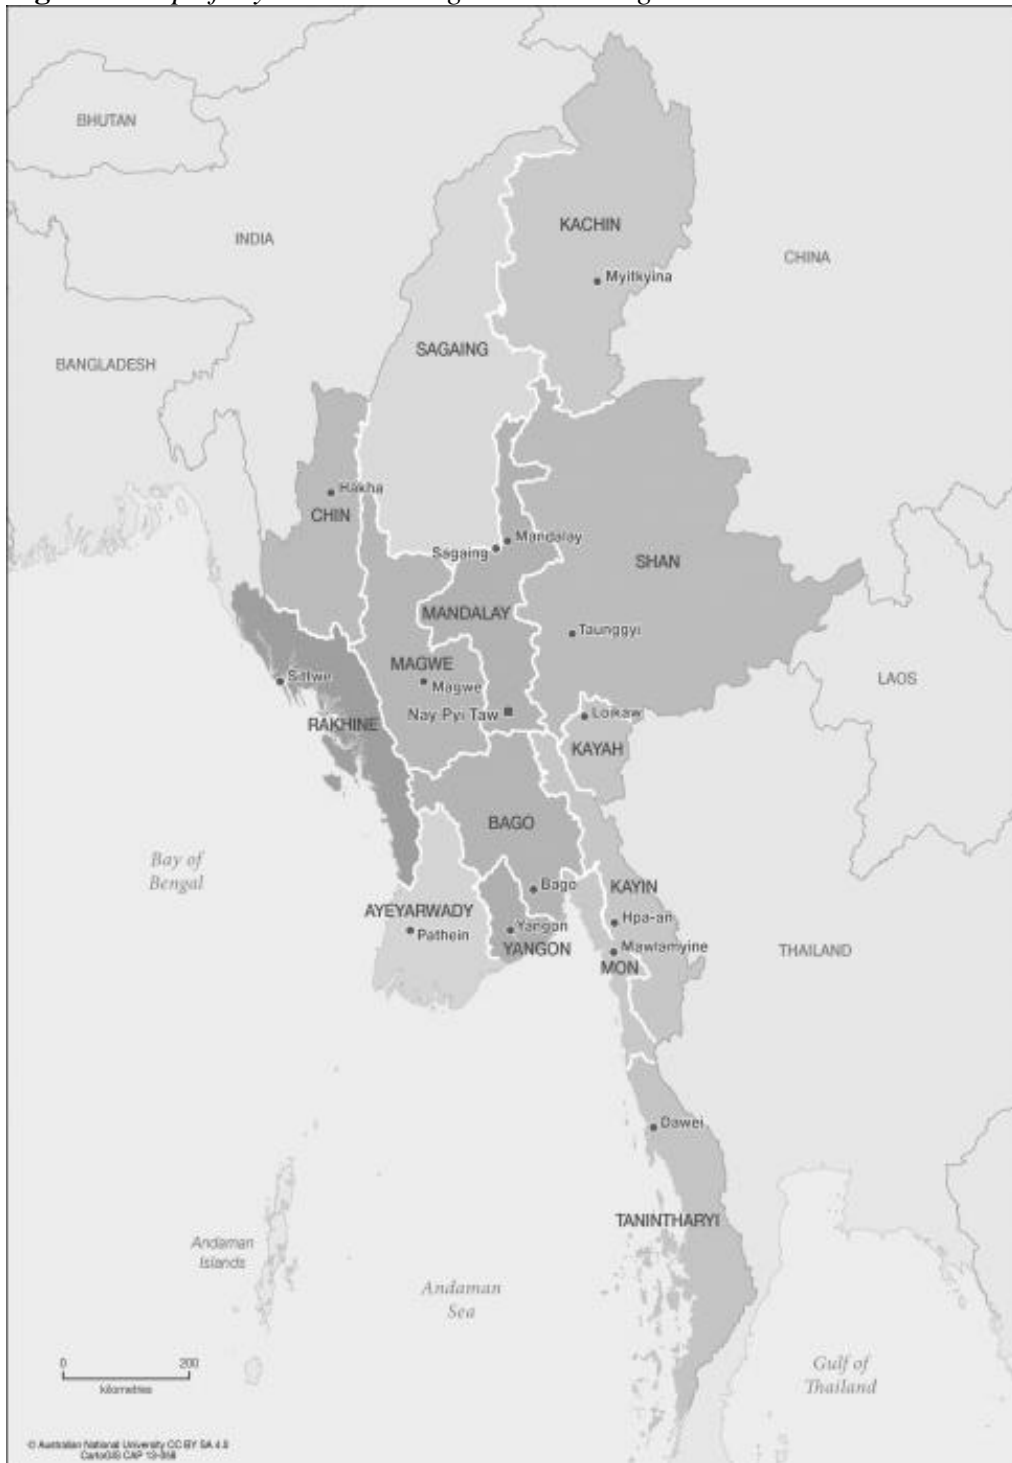 BHUTAN
INDIA
KACHIN
CHINA
Myitkyina
SAGAING
BANGLADESH
Hakha
CHIN
Sagaing
Mandalay
SHAN
MANDALAY
Taunggyi
MAGWE
Magwe
Sittwe
LAOS
RAKHINE
Nay Pyi Taw
Loikaw
KAYAH
BAGO
Bay of
Bengal
Bago
KAYIN
AYEYARWADY
Pathein
Yangon
YANGON
Hpa-an
Mawlamyine
MON
THAILAND
Dawei
TANINTHARYI
Andaman
Islands
Andaman
Sea
Gulf of
Thailand
0 200
kilometres
© Australian National University CC BY SA 4.0